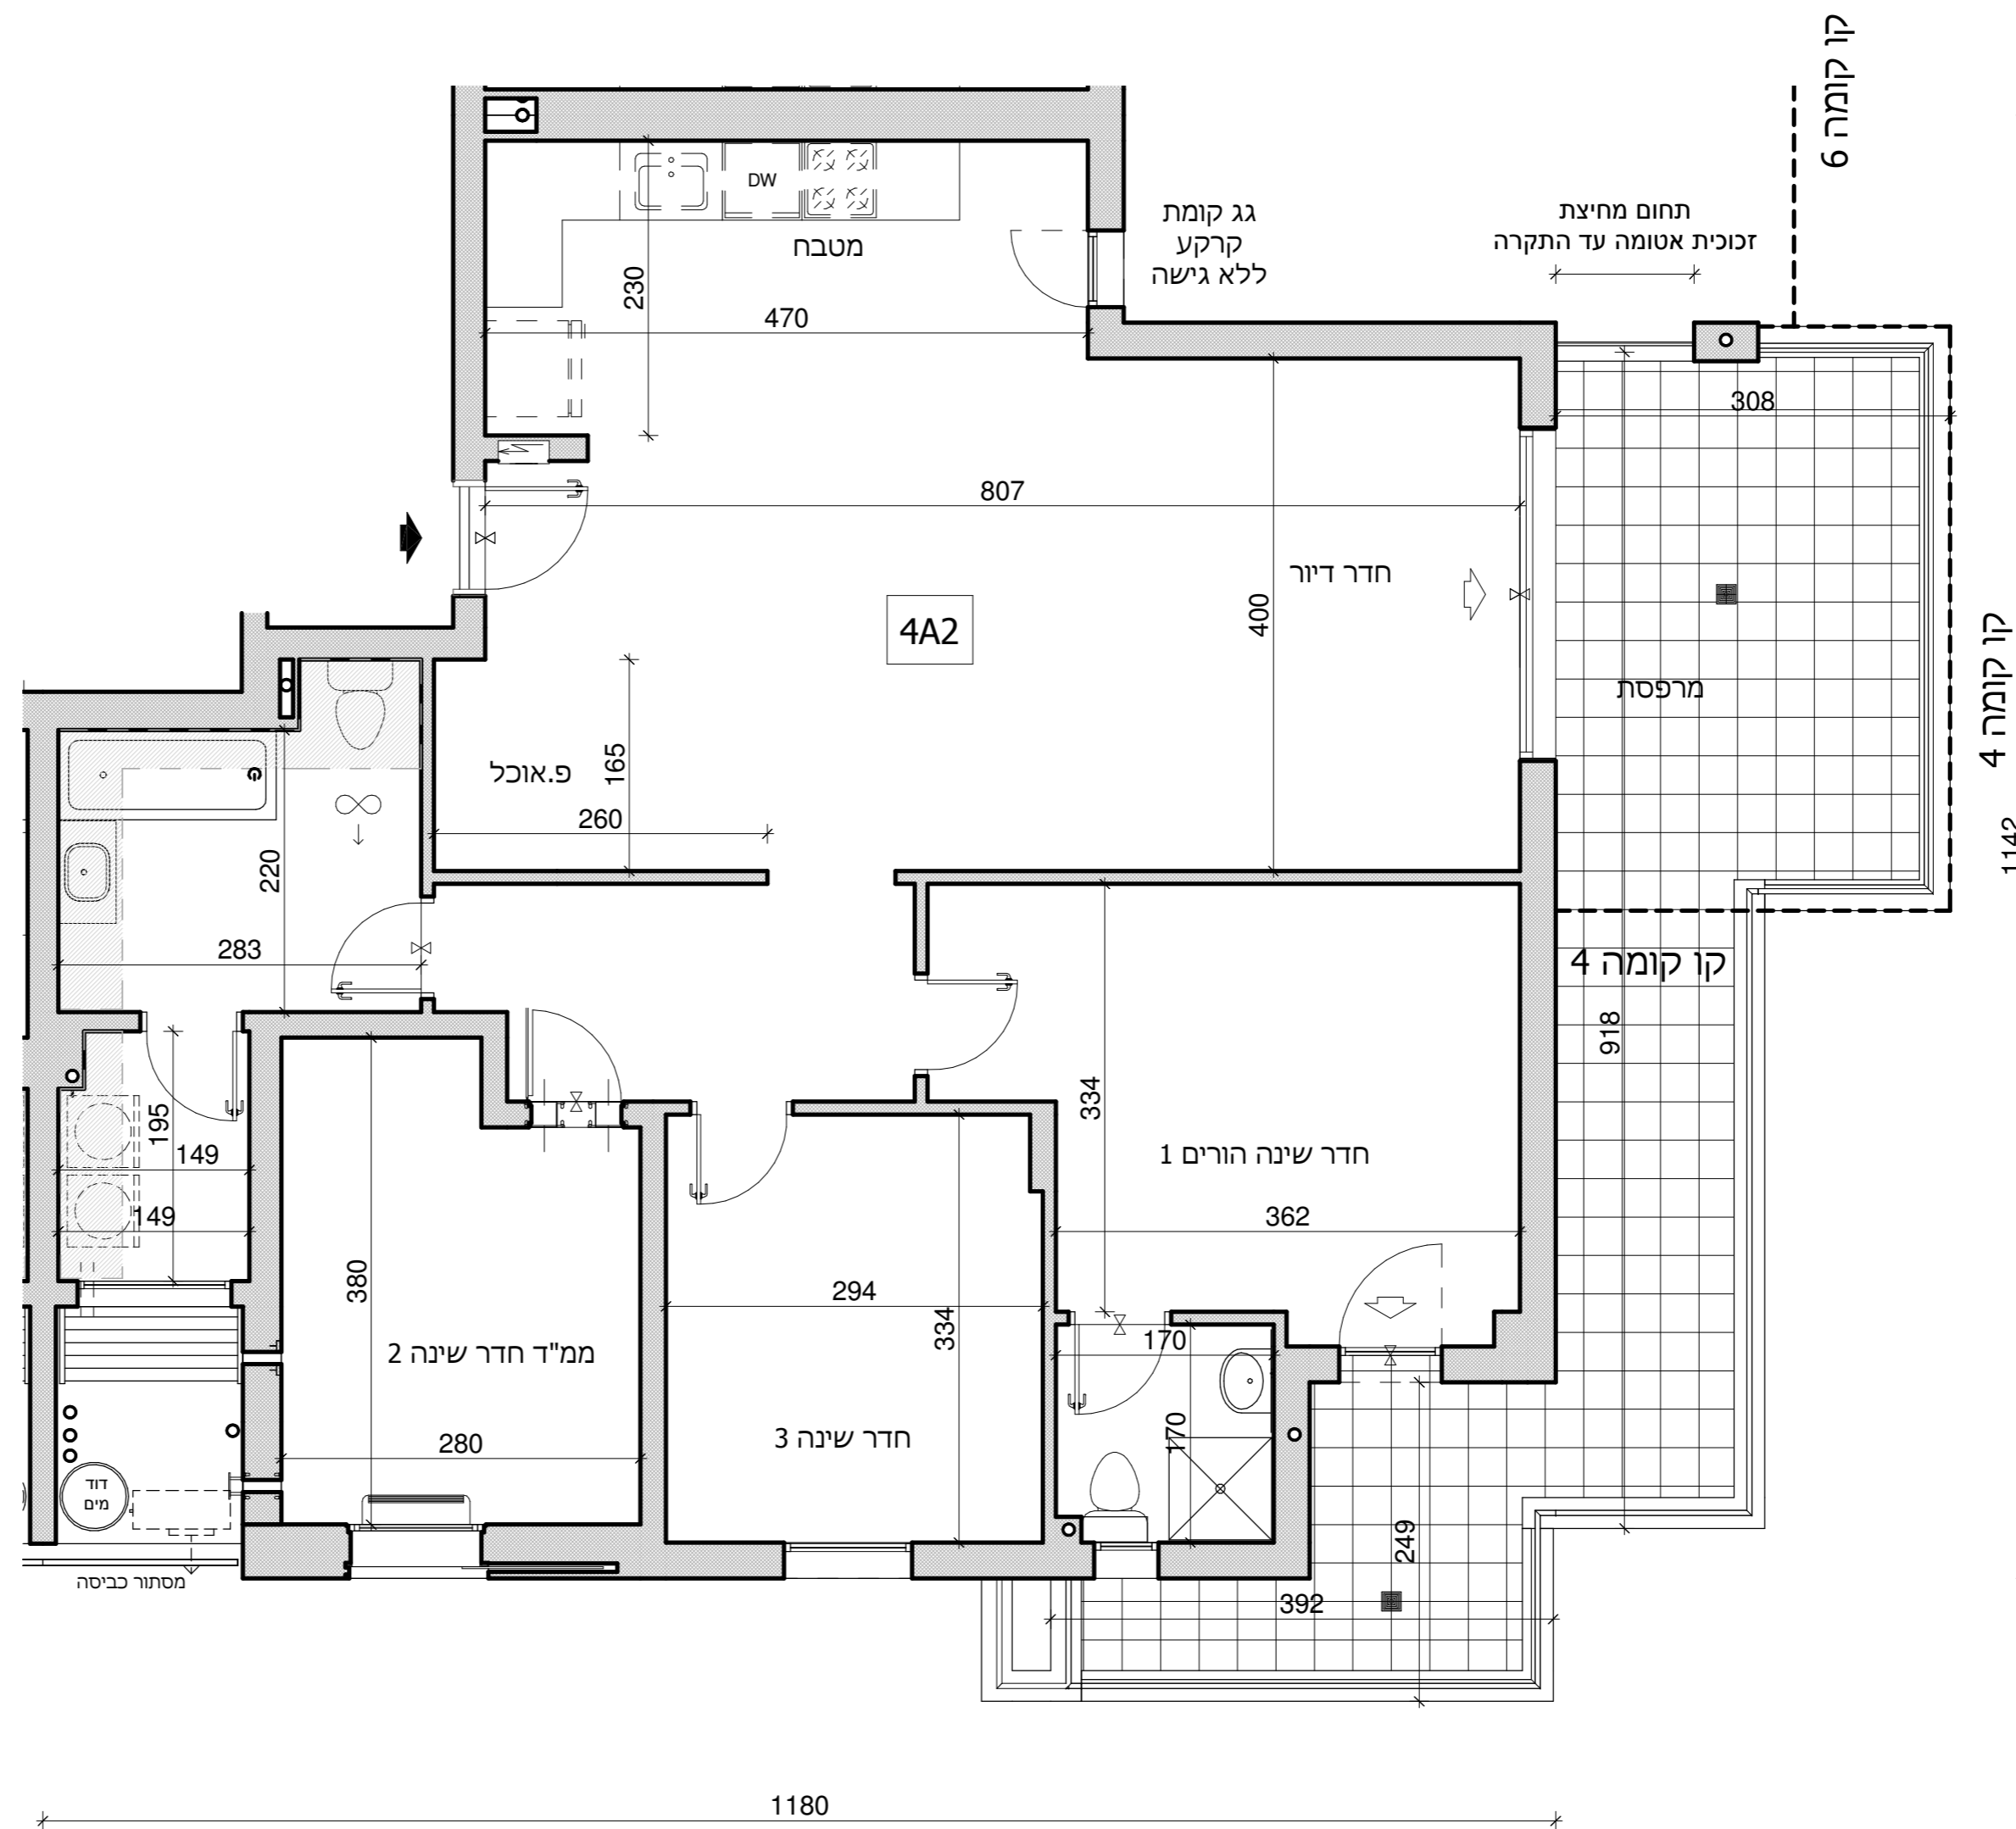 קו קומה 6
תחום מחיצת
זכוכית אטומה עד התקרה
גג קומת
קרקע
ללא גישה
DW
מטבח
230
470
308
807
חדר דיור
400
4A2
קו קומה 4
1142
מרפסת
פ.אוכל
165
260
220
283
קו קומה 4
918
334
195
149
149
חדר שינה הורים 1
362
380
294
334
170
170
ממ"ד חדר שינה 2
280
חדר שינה 3
דוד
מים
249
392
מסתור כביסה
1180